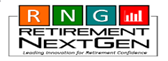 RNG
RETIREMENT
NEXTGEN
Leading Innovation for Retirement Confidence